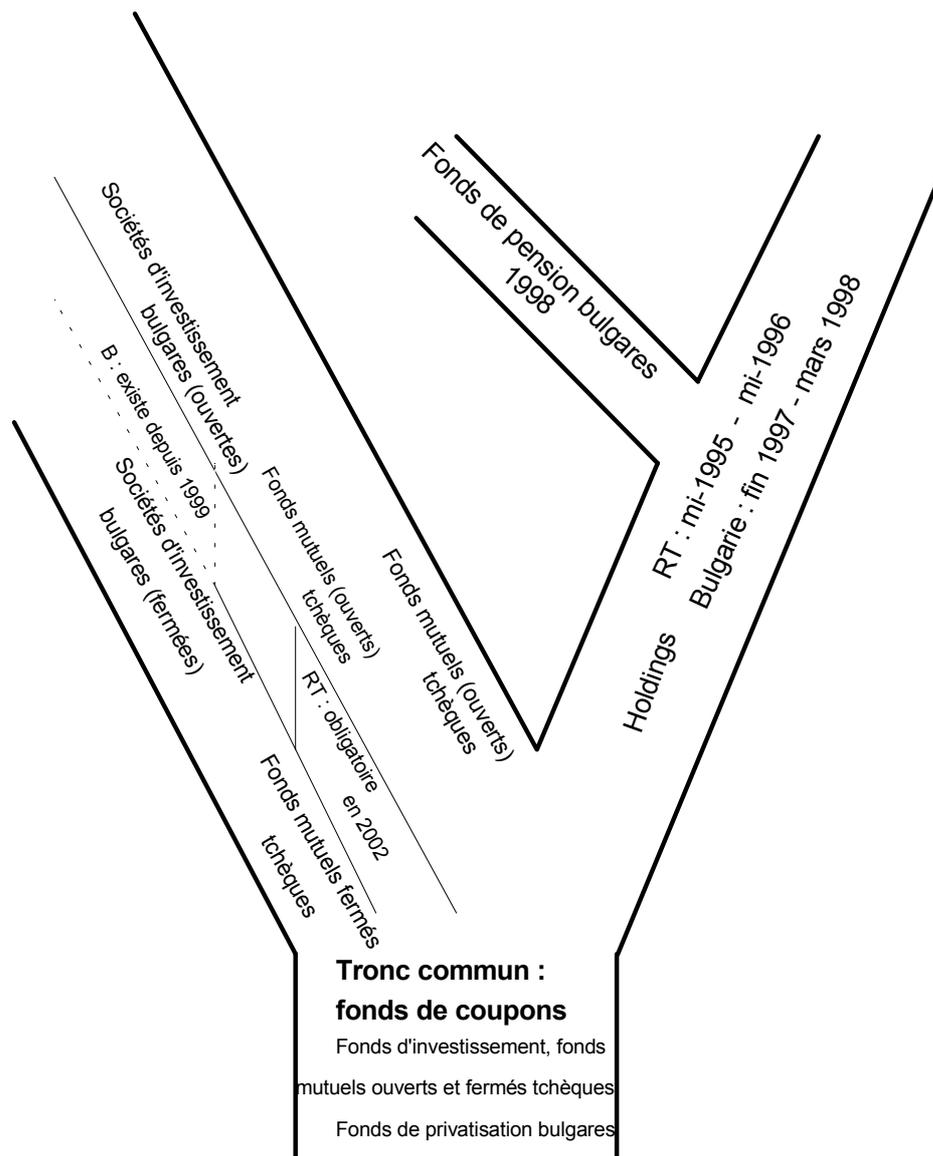 Fonds de pension bulgares
1998
Sociétés d'investissement
bulgares (ouvertes)
B : existe depuis 1999
Sociétés d'investissement
bulgares (fermées)
Fonds mutuels (ouverts)
tchèques
Fonds mutuels (ouverts)
tchèques
RT : obligatoire
en 2002
Fonds mutuels fermés
tchèques
RT : mi-1995 - mi-1996
Holdings Bulgarie : fin 1997 - mars 1998
Tronc commun :
fonds de coupons
Fonds d'investissement, fonds
mutuels ouverts et fermés tchèques
Fonds de privatisation bulgares